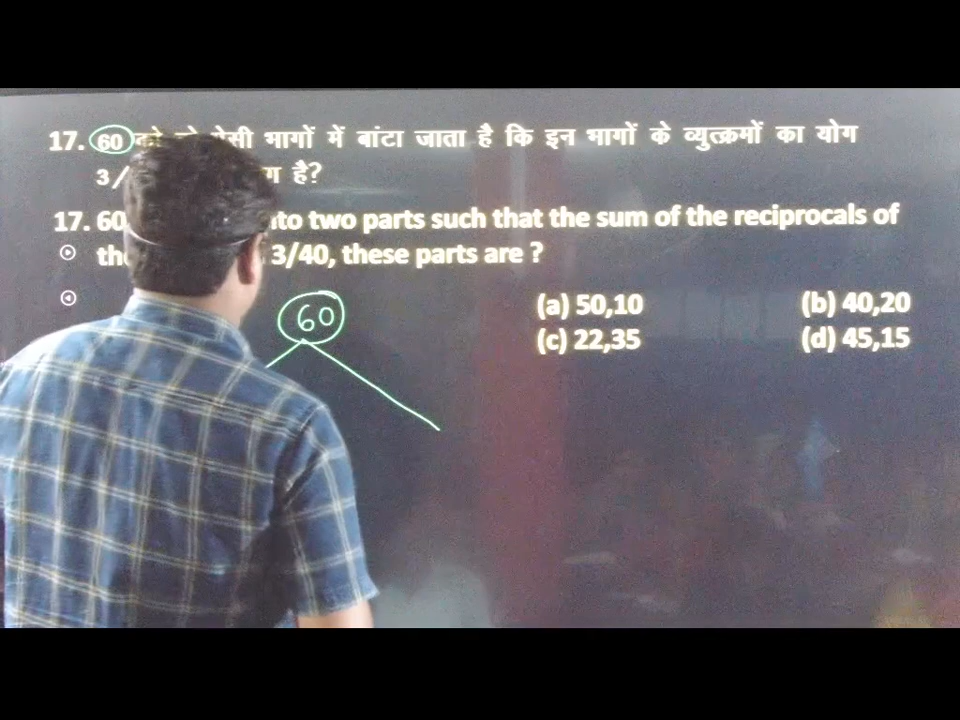 17. 60 को ऐसी भागों में बांटा जाता है कि इन भागों के व्युत्क्रमों का योग
3/ है?
17. 60 into two parts such that the sum of the reciprocals of
3/40, these parts are ?
60
(a) 50,10 (b) 40,20
(c) 22,35 (d) 45,15